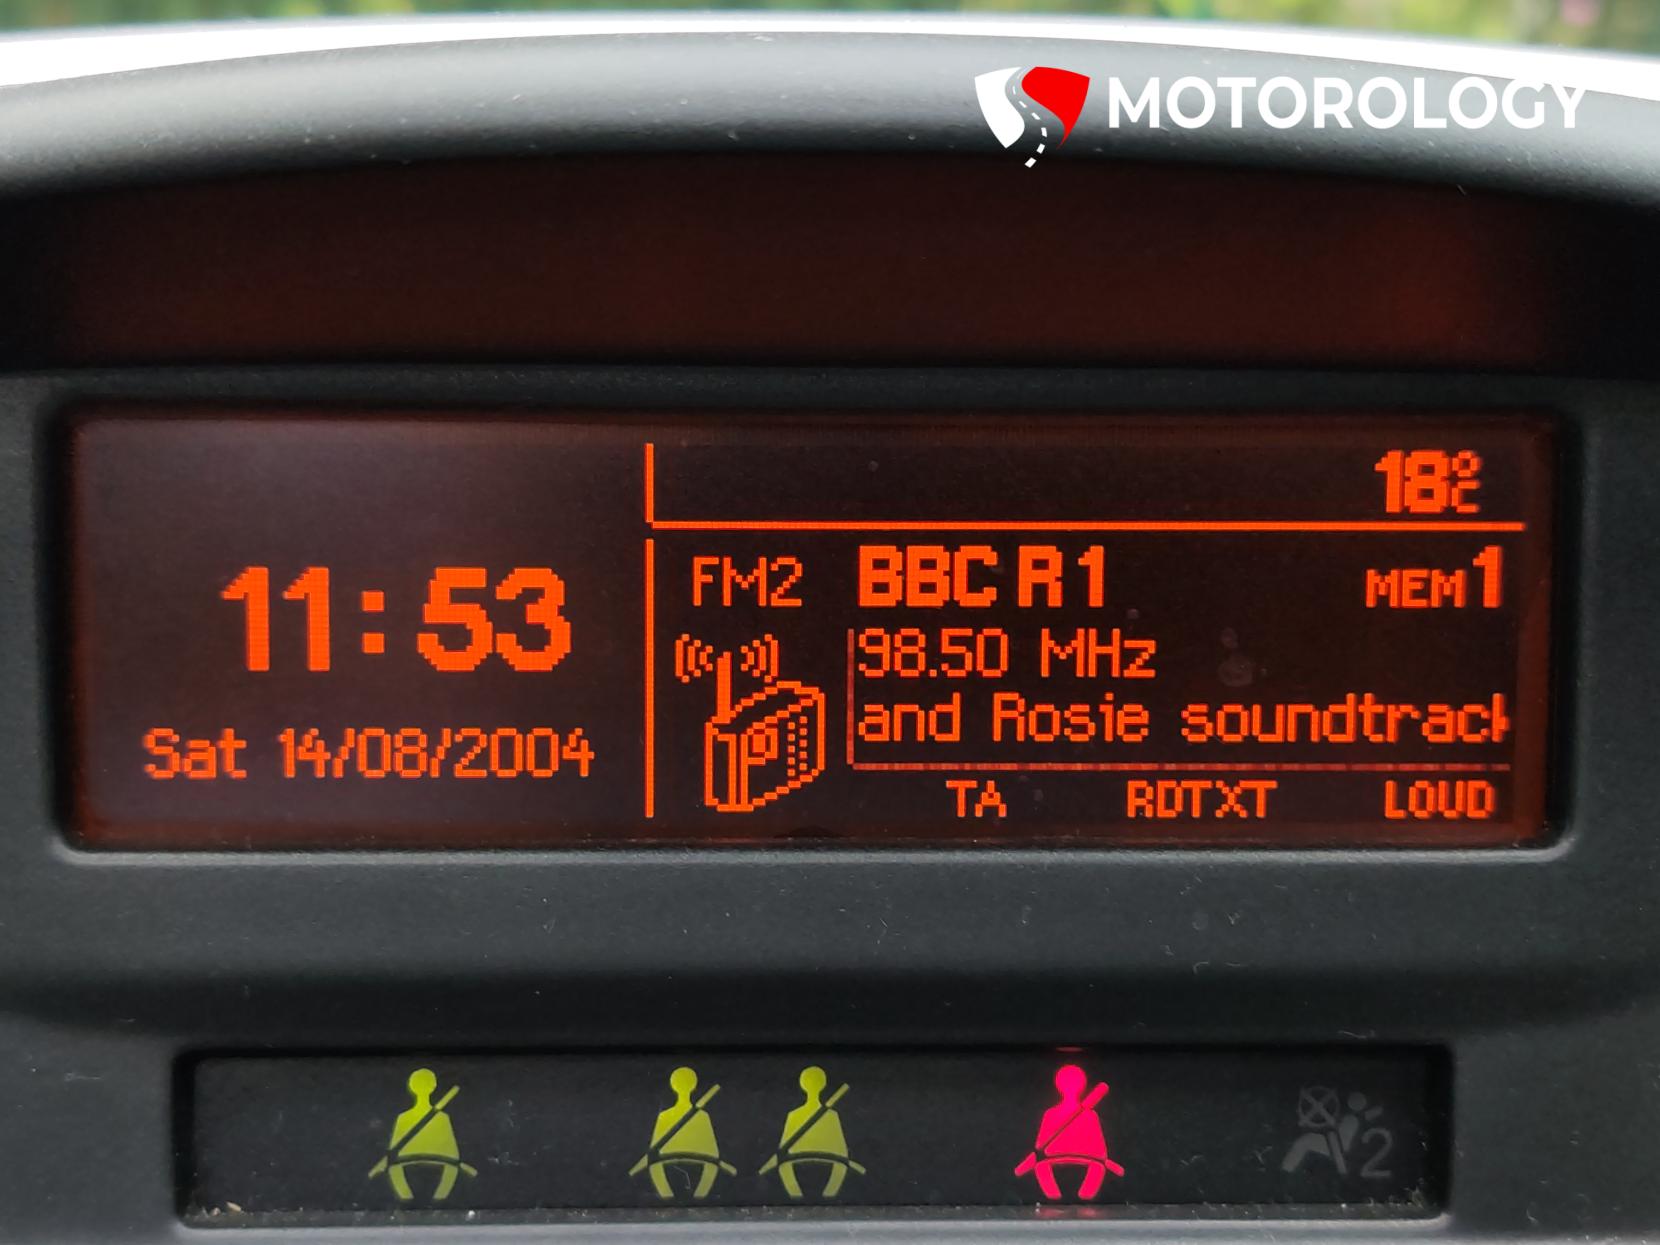 MOTOROLOGY
18°C
11:53
Sat 14/08/2004
FM2 BBC R1 MEM1
98.50 MHz
and Rosie soundtrack
TA RDTXT LOUD
2